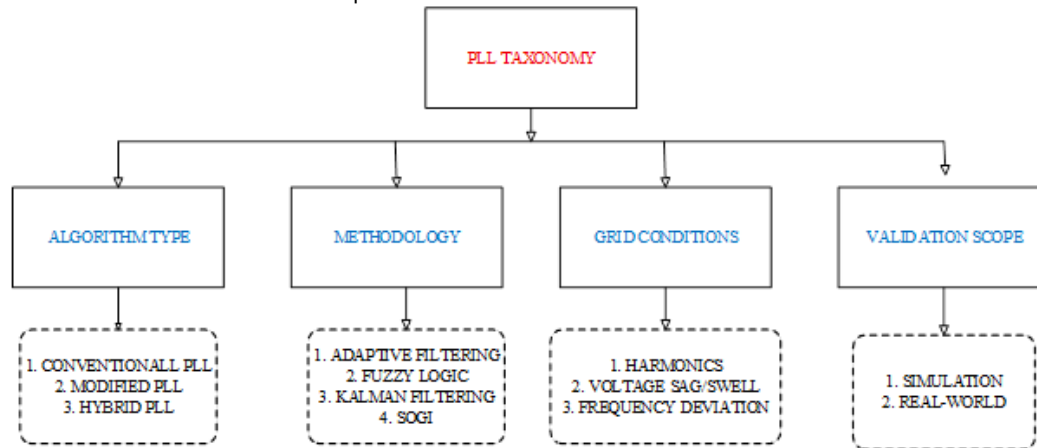 PLL TAXONOMY
ALGORITHM TYPE
METHODOLOGY
GRID CONDITIONS
VALIDATION SCOPE
1. CONVENTIONALL PLL
2. MODIFIED PLL
3. HYBRID PLL
1. ADAPTIVE FILTERING
2. FUZZY LOGIC
3. KALMAN FILTERING
4. SOGI
1. HARMONICS
2. VOLTAGE SAG/SWELL
3. FREQUENCY DEVIATION
1. SIMULATION
2. REAL-WORLD